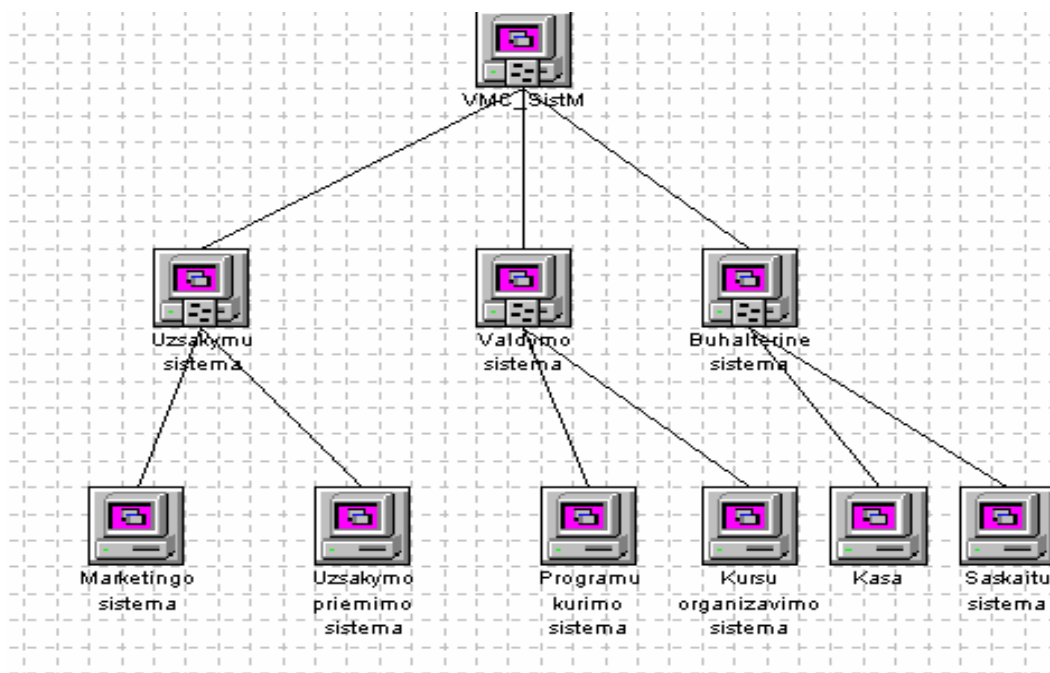 VMC_SistM
Uzsakymu
sistema
Valdymo
sistema
Buhalterine
sistema
Marketingo
sistema
Uzsakymo
priemimo
sistema
Programu
kurimo
sistema
Kursu
organizavimo
sistema
Kasa
Saskaitu
sistema